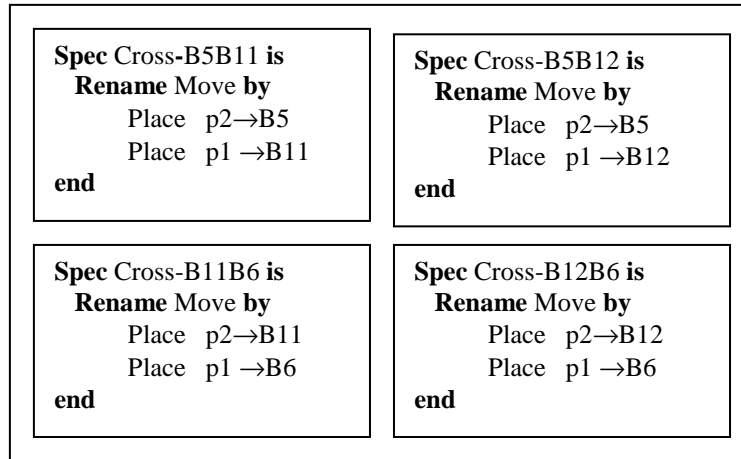 Spec Cross-B5B11 is
Rename Move by
Place p2→B5
Place p1 →B11
end
Spec Cross-B5B12 is
Rename Move by
Place p2→B5
Place p1 →B12
end
Spec Cross-B11B6 is
Rename Move by
Place p2→B11
Place p1 →B6
end
Spec Cross-B12B6 is
Rename Move by
Place p2→B12
Place p1 →B6
end